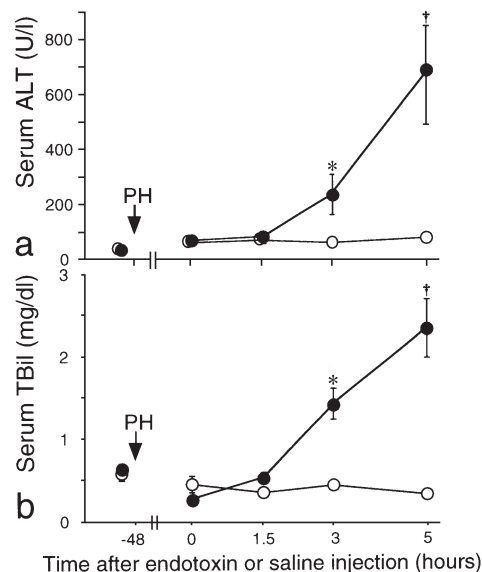 Serum ALT (U/l)
800
600
400
200
0
PH
*
†
a
Serum TBil (mg/dl)
3
2
1
0
PH
*
†
b
-48 0 1.5 3 5
Time after endotoxin or saline injection (hours)